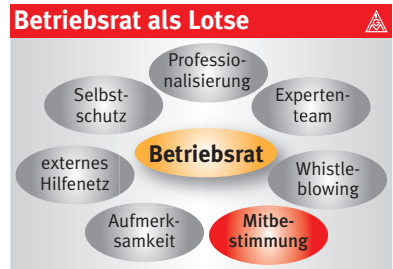 Betriebsrat als Lotse
Professio-
nalisierung
Selbst-
schutz
Experten-
team
Betriebsrat
externes
Hilfenetz
Whistle-
blowing
Aufmerk-
samkeit
Mitbe-
stimmung